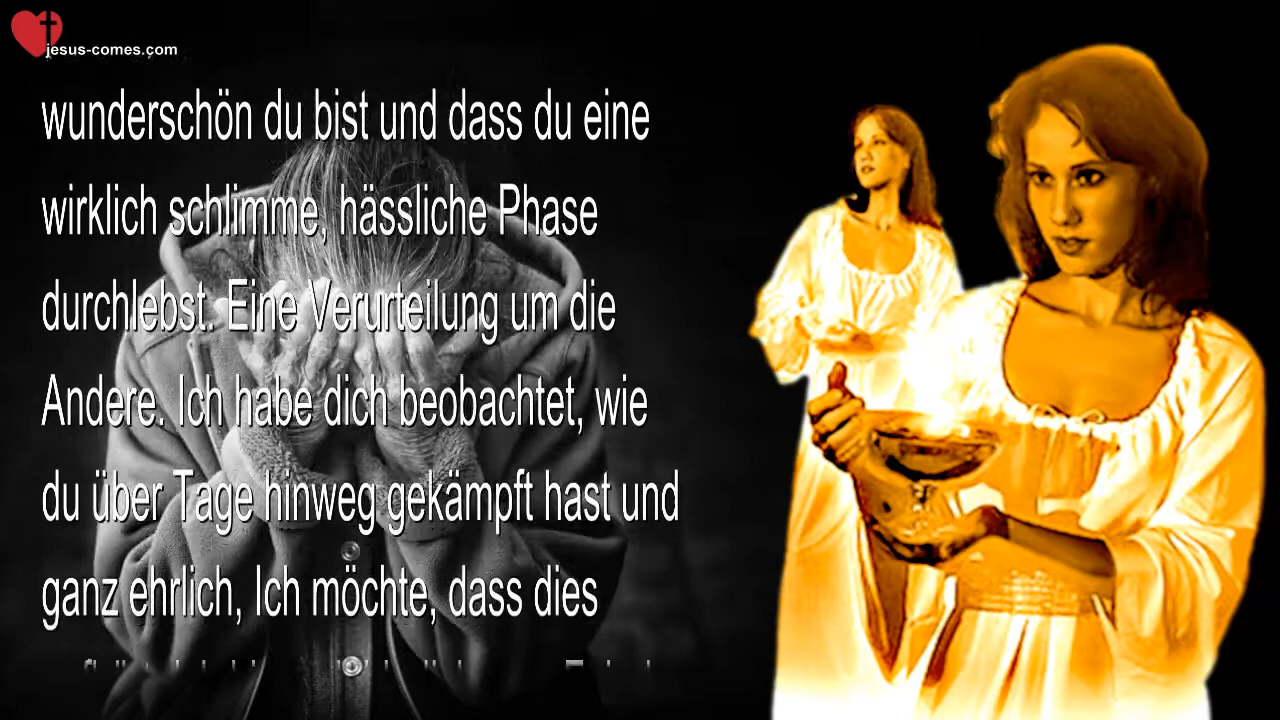 jesus-comes.com
wunderschön du bist und dass du eine
wirklich schlimme, hässliche Phase
durchlebst. Eine Verurteilung um die
Andere. Ich habe dich beobachtet, wie
du über Tage hinweg gekämpft hast und
ganz ehrlich, Ich möchte, dass dies